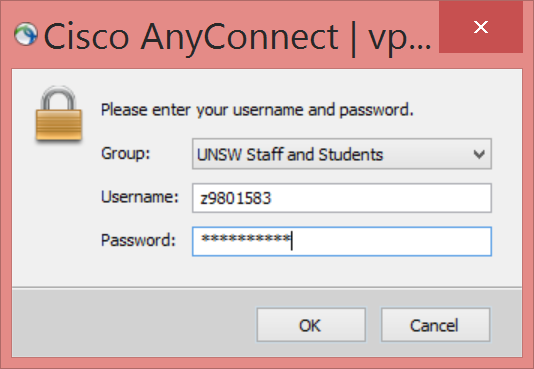 Cisco AnyConnect | vp...
Please enter your username and password.
Group: UNSW Staff and Students
Username: z9801583
Password: **********
OK Cancel